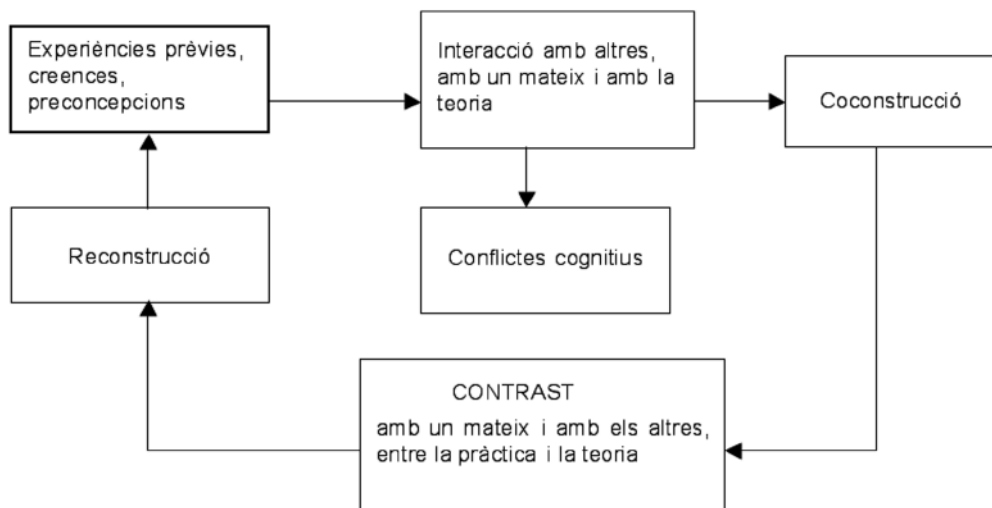 Experiències prèvies,
creences,
preconcepcions
Interacció amb altres,
amb un mateix i amb la
teoria
Coconstrucció
Reconstrucció
Conflictes cognitius
CONTRAST
amb un mateix i amb els altres,
entre la pràctica i la teoria